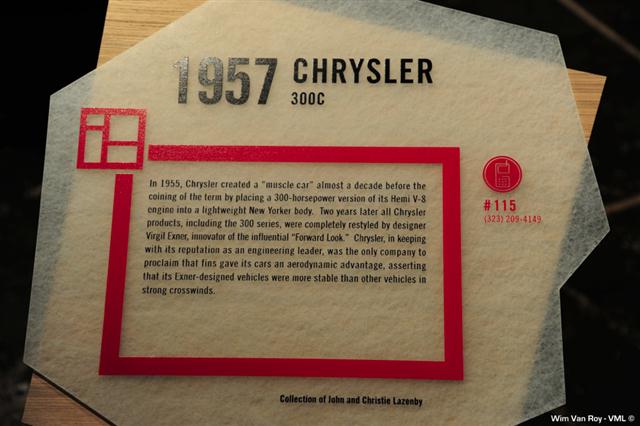 1957 CHRYSLER
300C
In 1955, Chrysler created a "muscle car" almost a decade before the
coining of the term by placing a 300-horsepower version of its Hemi V-8
engine into a lightweight New Yorker body. Two years later all Chrysler
products, including the 300 series, were completely restyled by designer
Virgil Exner, innovator of the influential "Forward Look." Chrysler, in keeping
with its reputation as an engineering leader, was the only company to
proclaim that fins gave its cars an aerodynamic advantage, asserting
that its Exner-designed vehicles were more stable than other vehicles in
strong crosswinds.
#115
(323) 209-4149
Collection of John and Christie Lazenby
Wim Van Roy - VML ©